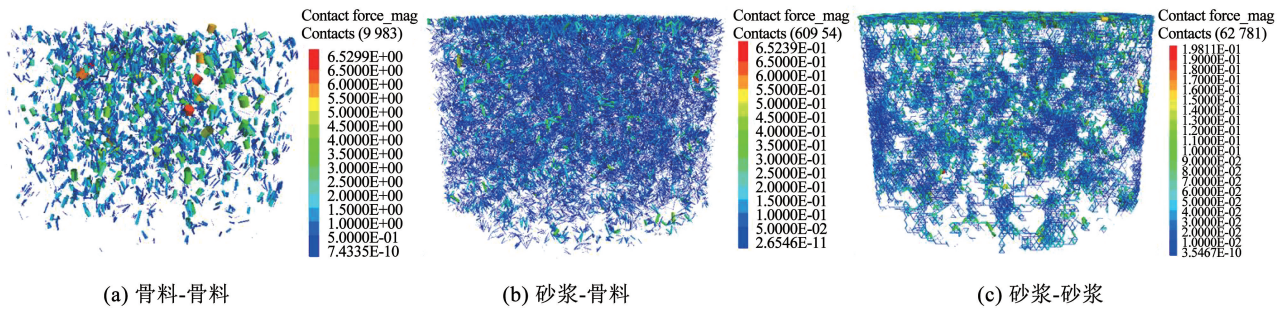 Contact force_mag
Contacts (9 983)
6.5299E+00
6.5000E+00
6.0000E+00
5.5000E+00
5.0000E+00
4.5000E+00
4.0000E+00
3.5000E+00
3.0000E+00
2.5000E+00
2.0000E+00
1.5000E+00
1.0000E+00
5.0000E-01
7.4335E-10
(a) 骨料-骨料
Contact force_mag
Contacts (609 54)
6.5239E-01
6.5000E-01
6.0000E-01
5.5000E-01
5.0000E-01
4.5000E-01
4.0000E-01
3.5000E-01
3.0000E-01
2.5000E-01
2.0000E-01
1.5000E-01
1.0000E-01
5.0000E-02
2.6546E-11
(b) 砂浆-骨料
Contact force_mag
Contacts (62 781)
1.9811E-01
1.9000E-01
1.8000E-01
1.7000E-01
1.6000E-01
1.5000E-01
1.4000E-01
1.3000E-01
1.2000E-01
1.1000E-01
1.0000E-01
9.0000E-02
8.0000E-02
7.0000E-02
6.0000E-02
5.0000E-02
4.0000E-02
3.0000E-02
2.0000E-02
1.0000E-02
3.5467E-10
(c) 砂浆-砂浆